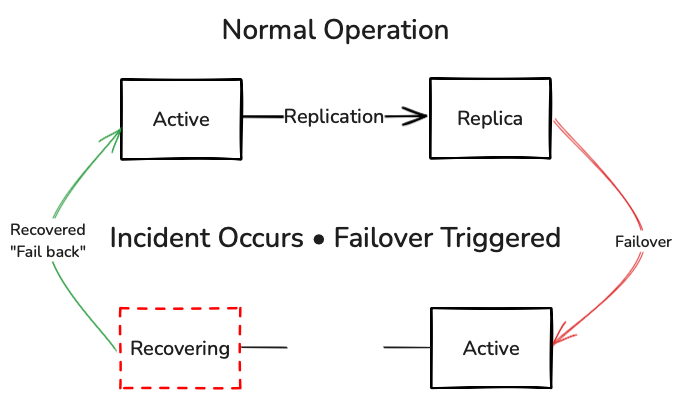 Normal Operation
Active
Replication
Replica
Recovered
"Fail back"
Incident Occurs • Failover Triggered
Failover
Recovering
Active